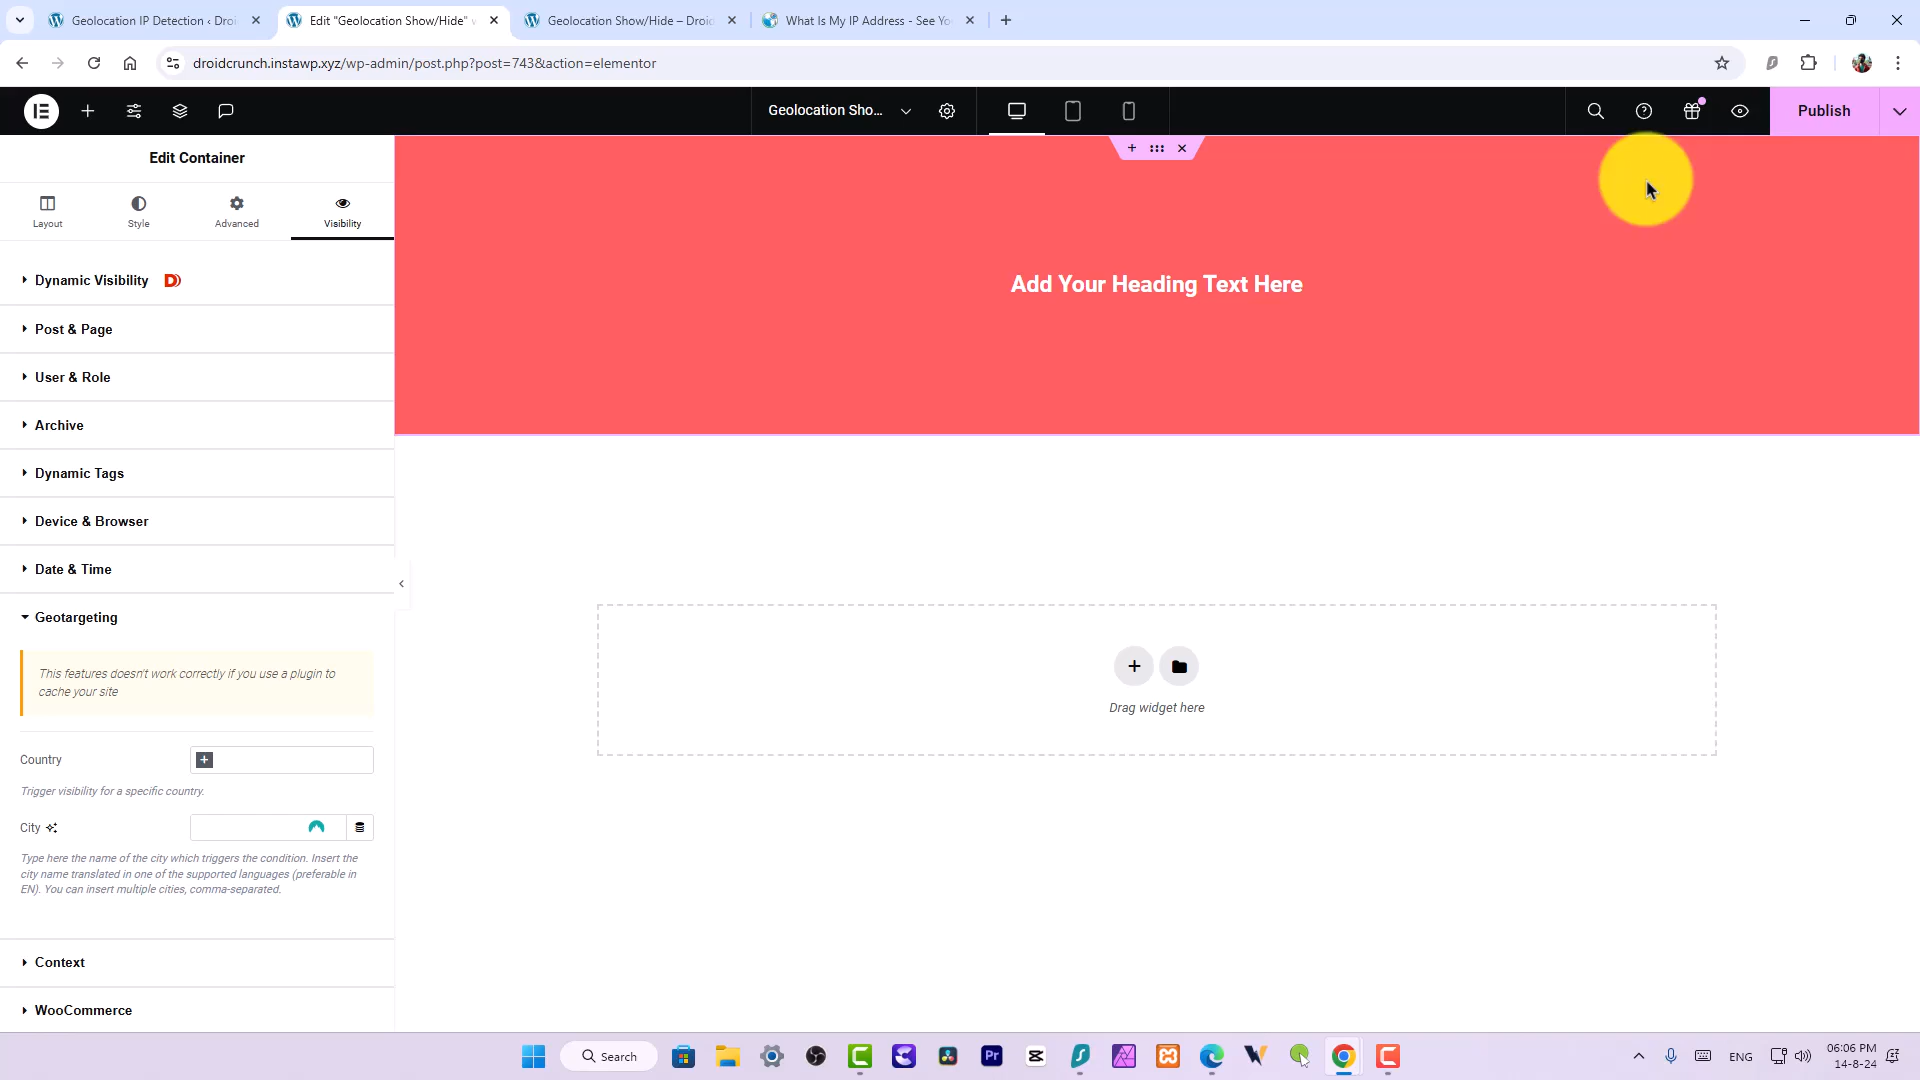 Geolocation IP Detection ‹ Droi
Edit "Geolocation Show/Hide" w
Geolocation Show/Hide – Droid
What Is My IP Address - See Yo
droidcrunch.instawp.xyz/wp-admin/post.php?post=743&action=elementor
Geolocation Sho...
Publish
Edit Container
Layout
Style
Advanced
Visibility
Dynamic Visibility
Post & Page
User & Role
Archive
Dynamic Tags
Device & Browser
Date & Time
Geotargeting
This features doesn't work correctly if you use a plugin to
cache your site
Country
Trigger visibility for a specific country.
City
Type here the name of the city which triggers the condition. Insert the
city name translated in one of the supported languages (preferable in
EN). You can insert multiple cities, comma-separated.
Context
WooCommerce
Add Your Heading Text Here
Drag widget here
Search
Pr
ENG
06:06 PM
14-8-24